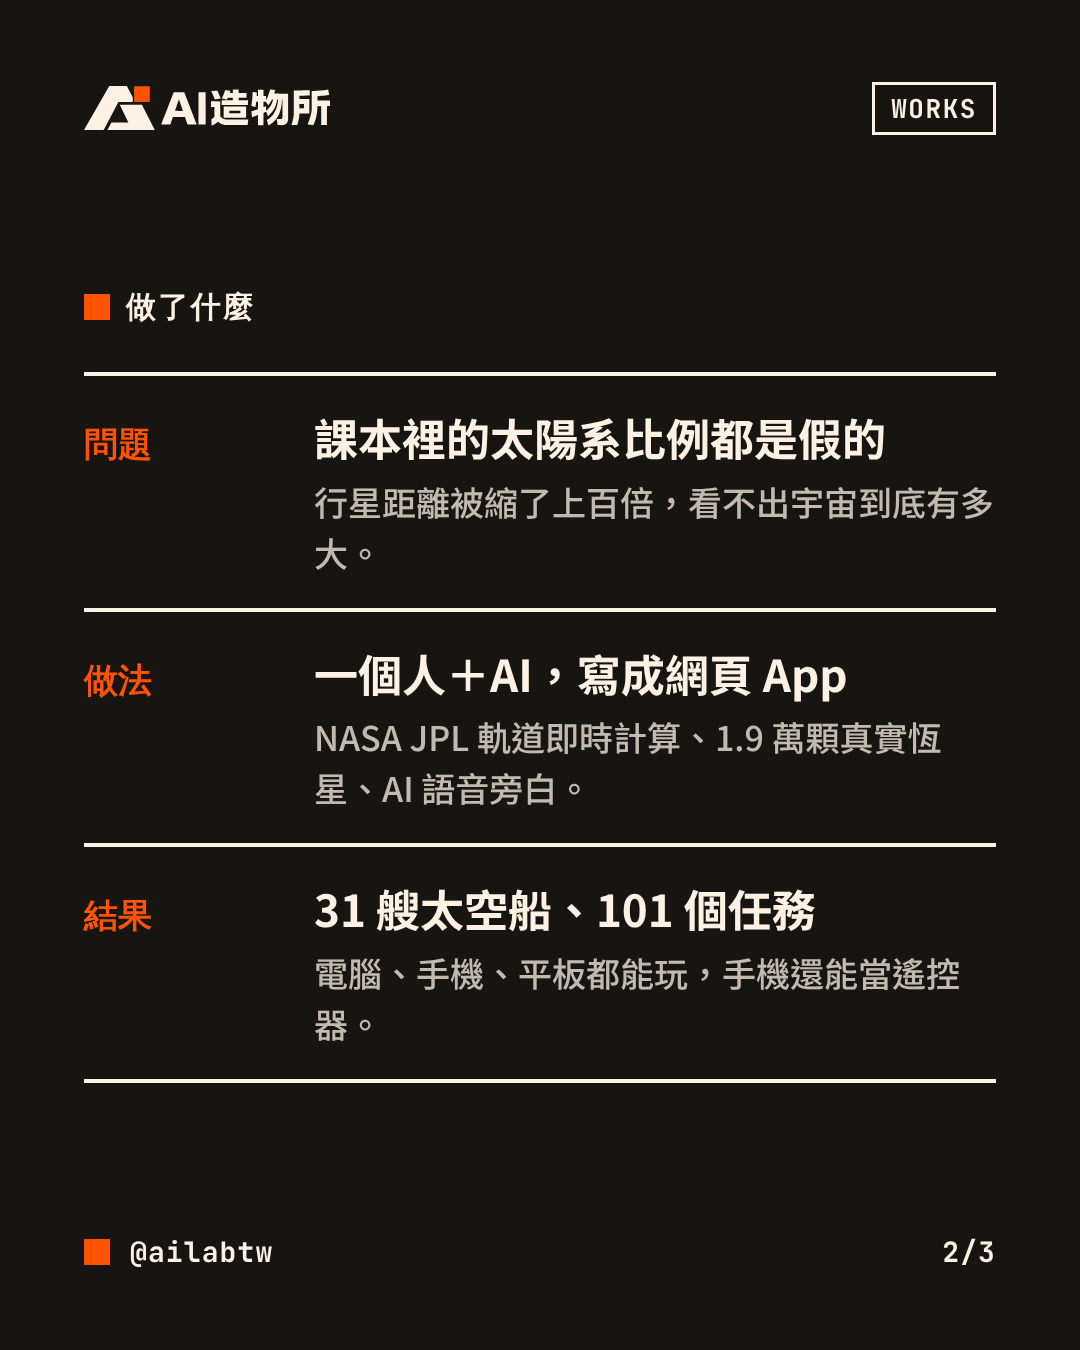 AI造物所
WORKS
做了什麼
問題
課本裡的太陽系比例都是假的
行星距離被縮了上百倍，看不出宇宙到底有多
大。
做法
一個人＋AI，寫成網頁 App
NASA JPL 軌道即時計算、1.9 萬顆真實恆
星、AI 語音旁白。
結果
31 艘太空船、101 個任務
電腦、手機、平板都能玩，手機還能當遙控
器。
@ailabtw
2/3